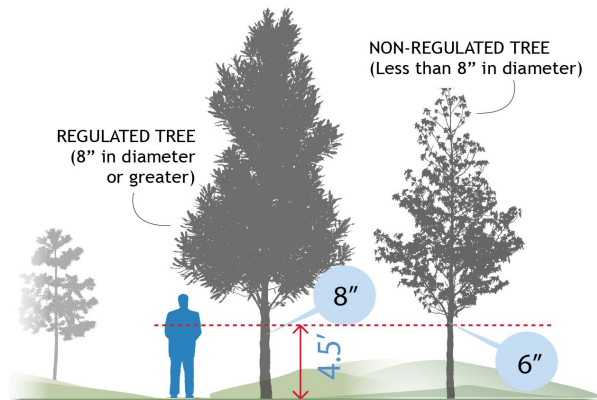 NON-REGULATED TREE
(Less than 8” in diameter)
REGULATED TREE
(8” in diameter
or greater)
8”
4.5’
6”